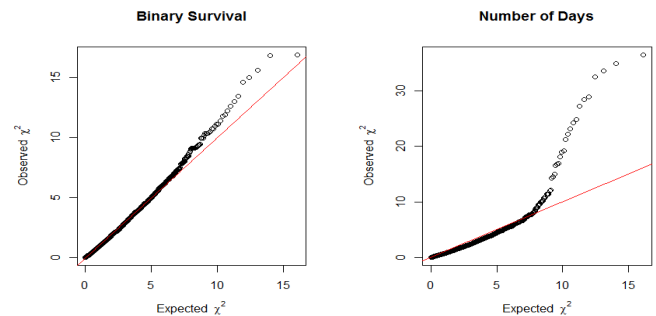 Binary Survival
Number of Days
Observed χ²
0 5 10 15
0 5 10 15
Expected χ²
Observed χ²
0 10 20 30
0 5 10 15
Expected χ²